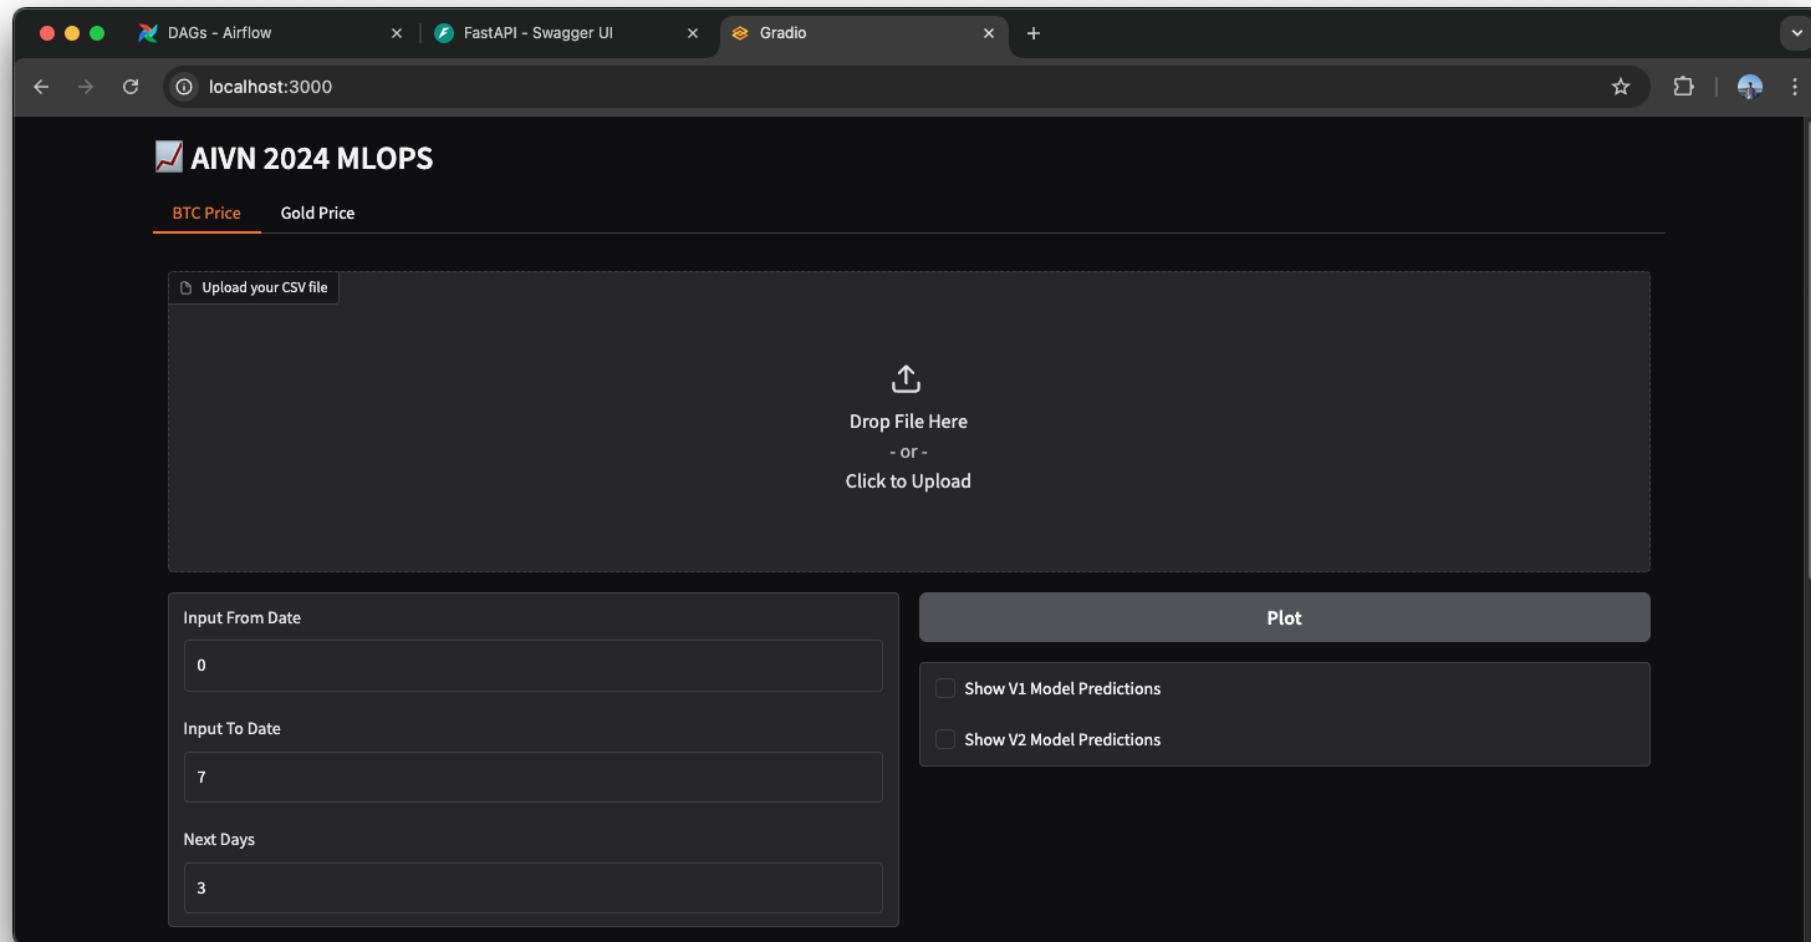 DAGs - Airflow
FastAPI - Swagger UI
Gradio
localhost:3000
AIVN 2024 MLOPS
BTC Price
Gold Price
Upload your CSV file
Drop File Here
- or -
Click to Upload
Input From Date
0
Input To Date
7
Next Days
3
Plot
Show V1 Model Predictions
Show V2 Model Predictions